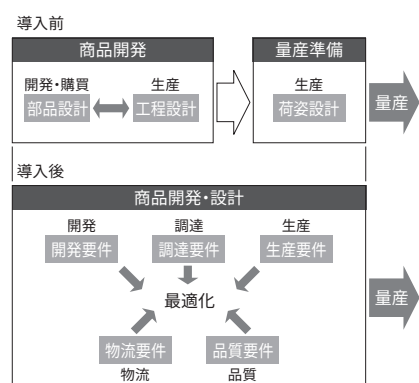 導入前
商品開発
量産準備
開発・購買
生産
生産
部品設計
工程設計
荷姿設計
量産
導入後
商品開発・設計
開発
調達
生産
開発要件
調達要件
生産要件
最適化
量産
物流要件
品質要件
物流
品質